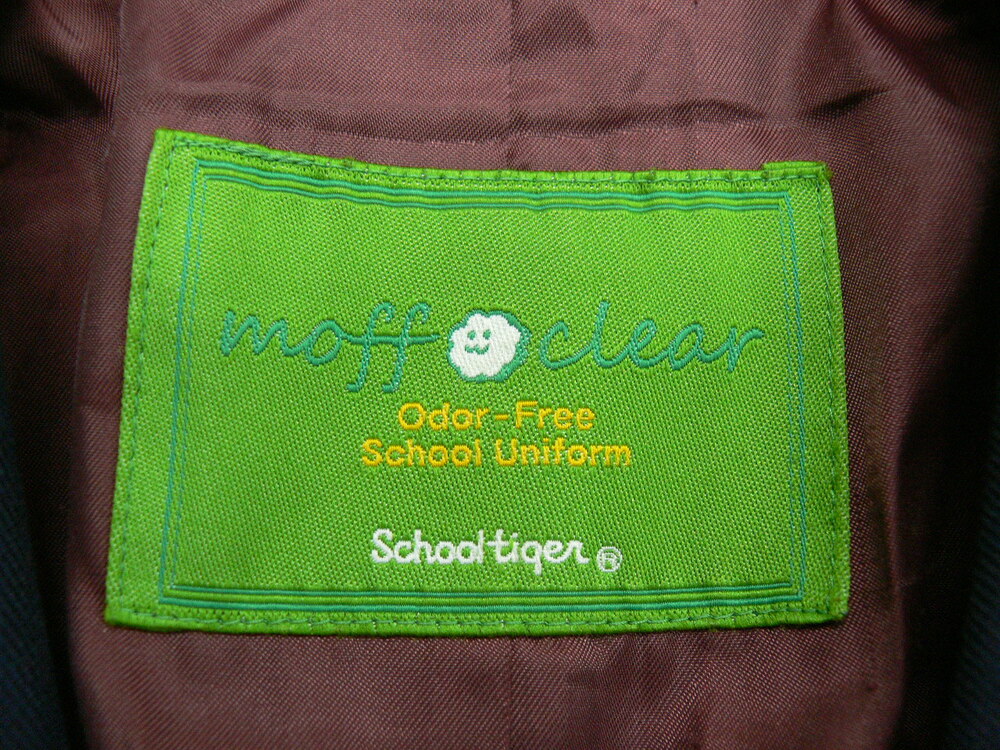 moff clear
Odor-Free
School Uniform
Schooltiger®